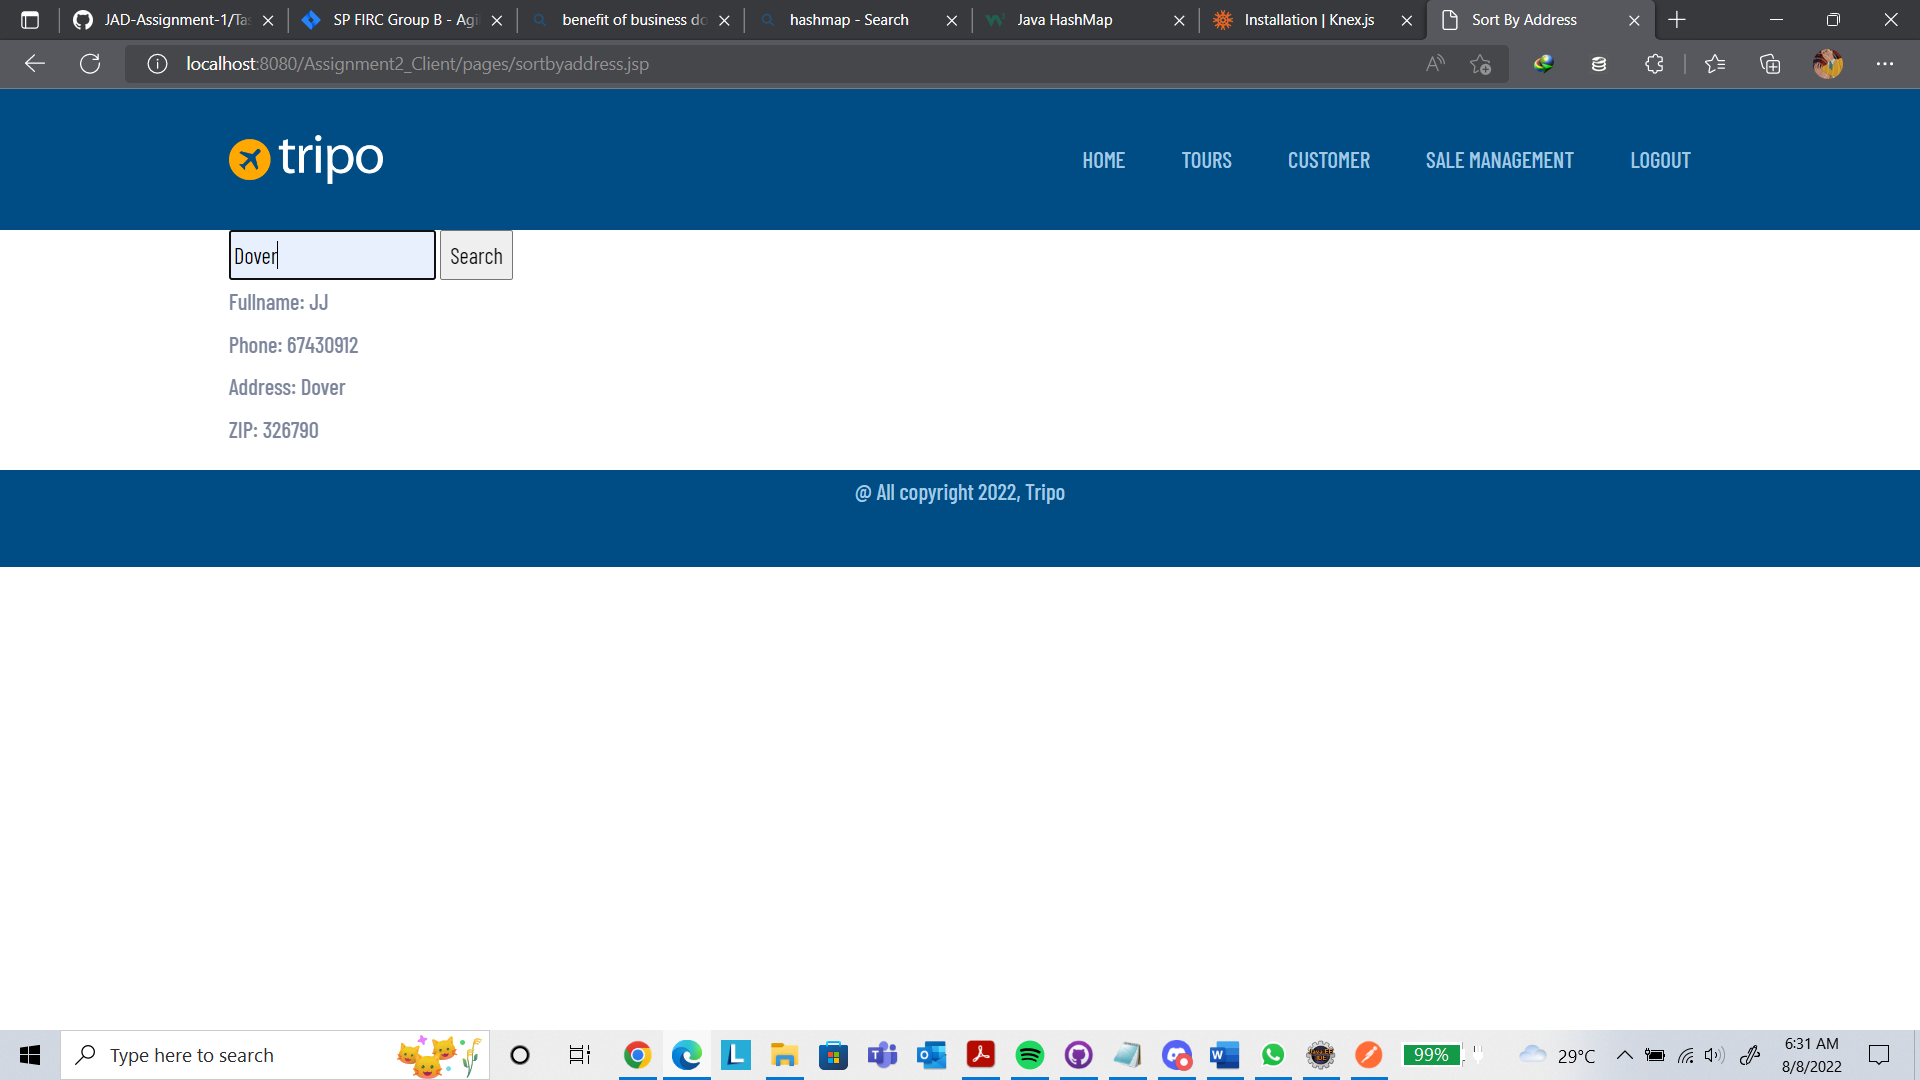 JAD-Assignment-1/Tas
SP FIRC Group B - Agil
benefit of business do
hashmap - Search
Java HashMap
Installation | Knex.js
Sort By Address
localhost:8080/Assignment2_Client/pages/sortbyaddress.jsp
tripo
HOME
TOURS
CUSTOMER
SALE MANAGEMENT
LOGOUT
Dover
Search
Fullname: JJ
Phone: 67430912
Address: Dover
ZIP: 326790
@ All copyright 2022, Tripo
Type here to search
99%
29°C
6:31 AM
8/8/2022